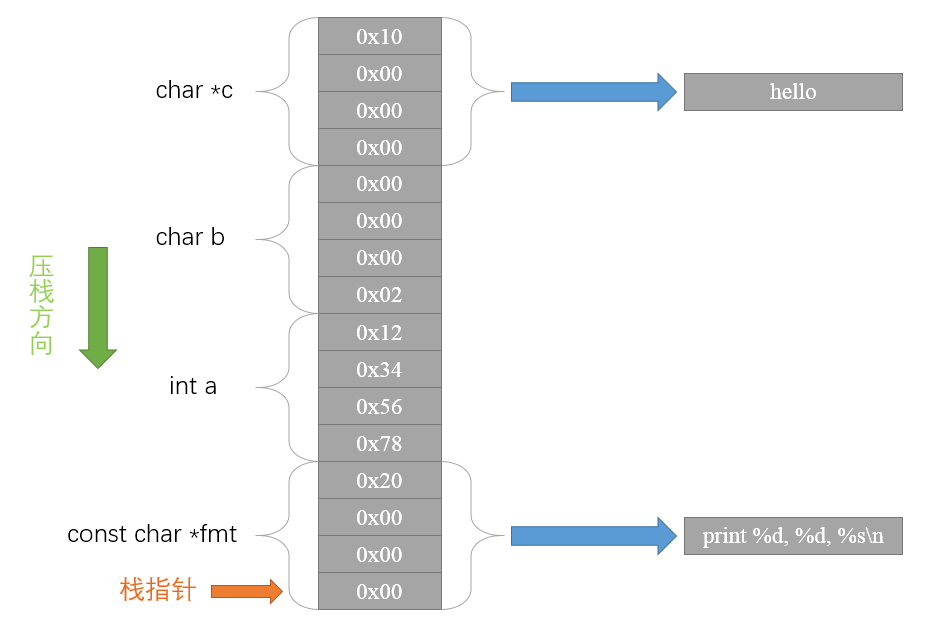 0x10
char *c
0x00
hello
0x00
0x00
0x00
0x00
char b
0x00
0x02
压栈方向
0x12
0x34
int a
0x56
0x78
0x20
0x00
const char *fmt
print %d, %d, %s\n
0x00
栈指针
0x00